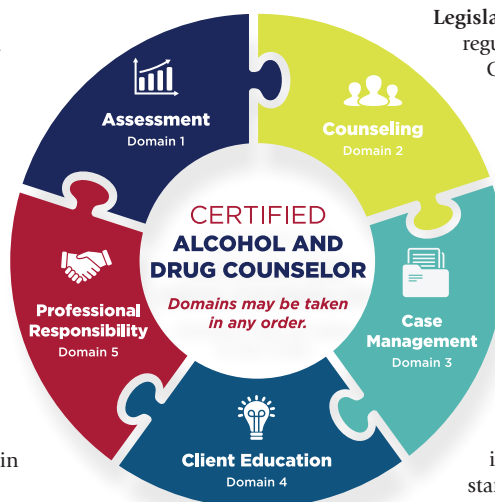 Legisla
regu
Assessment
Domain 1
Counseling
Domain 2
CERTIFIED
ALCOHOL AND
DRUG COUNSELOR
Domains may be taken
in any order.
Case
Management
Domain 3
Professional
Responsibility
Domain 5
Client Education
Domain 4
in
i
sta